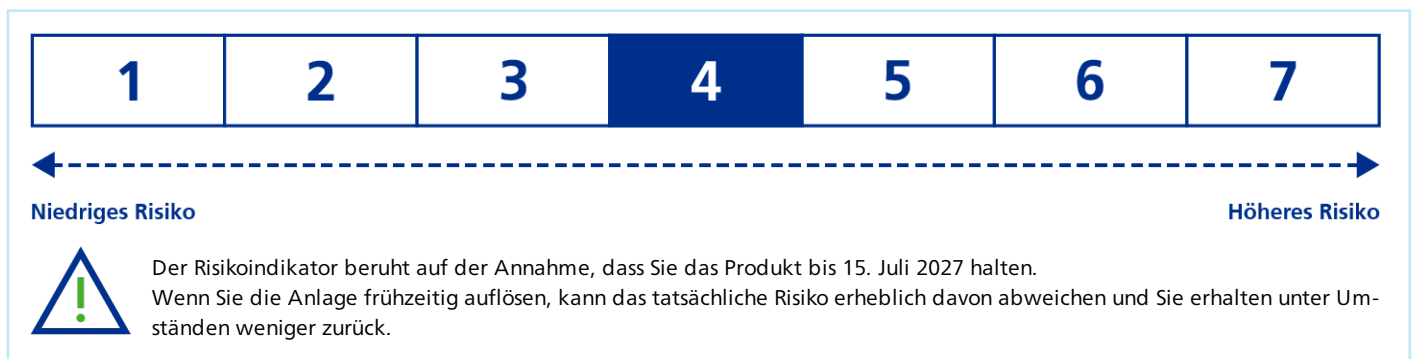 1 2 3 4 5 6 7
Niedriges Risiko Höheres Risiko
Der Risikoindikator beruht auf der Annahme, dass Sie das Produkt bis 15. Juli 2027 halten.
Wenn Sie die Anlage frühzeitig auflösen, kann das tatsächliche Risiko erheblich davon abweichen und Sie erhalten unter Um-
ständen weniger zurück.